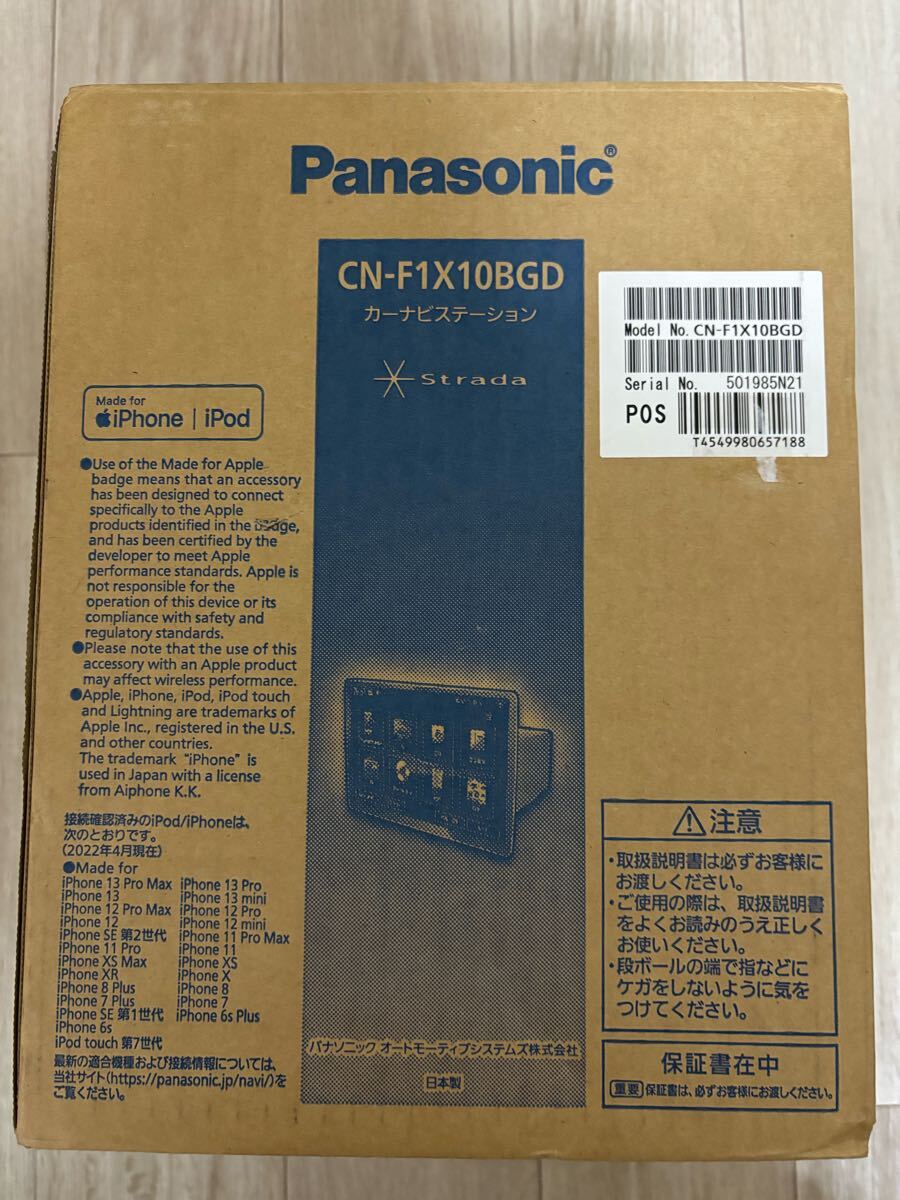 Panasonic®
CN-F1X10BGD
カーナビステーション
Strada
Model No. CN-F1X10BGD
Serial No. 501985N21
POS
T4549980657188
Made for
iPhone | iPod
●Use of the Made for Apple
badge means that an accessory
has been designed to connect
specifically to the Apple
products identified in the badge,
and has been certified by the
developer to meet Apple
performance standards. Apple is
not responsible for the
operation of this device or its
compliance with safety and
regulatory standards.
●Please note that the use of this
accessory with an Apple product
may affect wireless performance.
●Apple, iPhone, iPod, iPod touch
and Lightning are trademarks of
Apple Inc., registered in the U.S.
and other countries.
The trademark “iPhone” is
used in Japan with a license
from Aiphone K.K.
接続確認済みのiPod/iPhoneは、
次のとおりです。
(2022年4月現在)
●Made for
iPhone 13 Pro Max iPhone 13 Pro
iPhone 13 iPhone 13 mini
iPhone 12 Pro Max iPhone 12 Pro
iPhone 12 iPhone 12 mini
iPhone SE 第2世代 iPhone 11 Pro Max
iPhone 11 Pro iPhone 11
iPhone XS Max iPhone XS
iPhone XR iPhone X
iPhone 8 Plus iPhone 8
iPhone 7 Plus iPhone 7
iPhone SE 第1世代 iPhone 6s Plus
iPhone 6s
iPod touch 第7世代
最新の適合機種および接続情報については、
当社サイト(https://panasonic.jp/navi/)を
ご覧ください。
パナソニック オートモーティブシステムズ株式会社
日本製
注意
・取扱説明書は必ずお客様に
お渡しください。
・ご使用の際は、取扱説明書
をよくお読みのうえ正しく
お使いください。
・段ボールの端で指などに
ケガをしないように気を
つけてください。
保証書在中
重要 保証書は、必ずお客様にお渡しください。